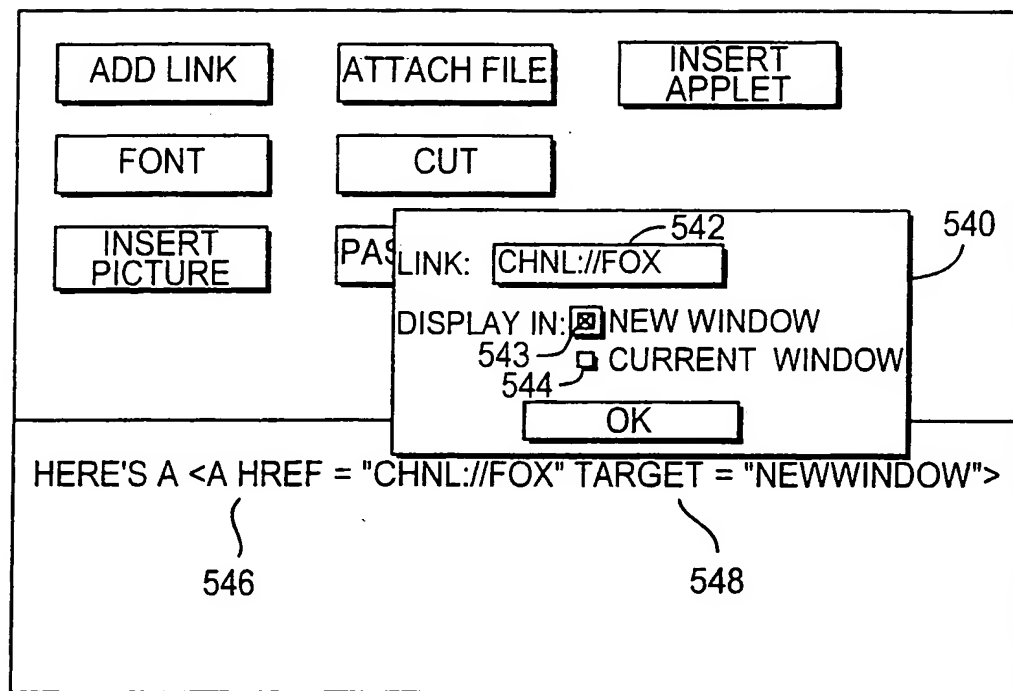 ADD LINK
ATTACH FILE
INSERT
APPLET
FONT
CUT
INSERT
PICTURE
PAS
542
540
LINK: CHNL://FOX
DISPLAY IN: NEW WINDOW
543
CURRENT WINDOW
544
OK
HERE'S A <A HREF = "CHNL://FOX" TARGET = "NEWWINDOW">
546
548